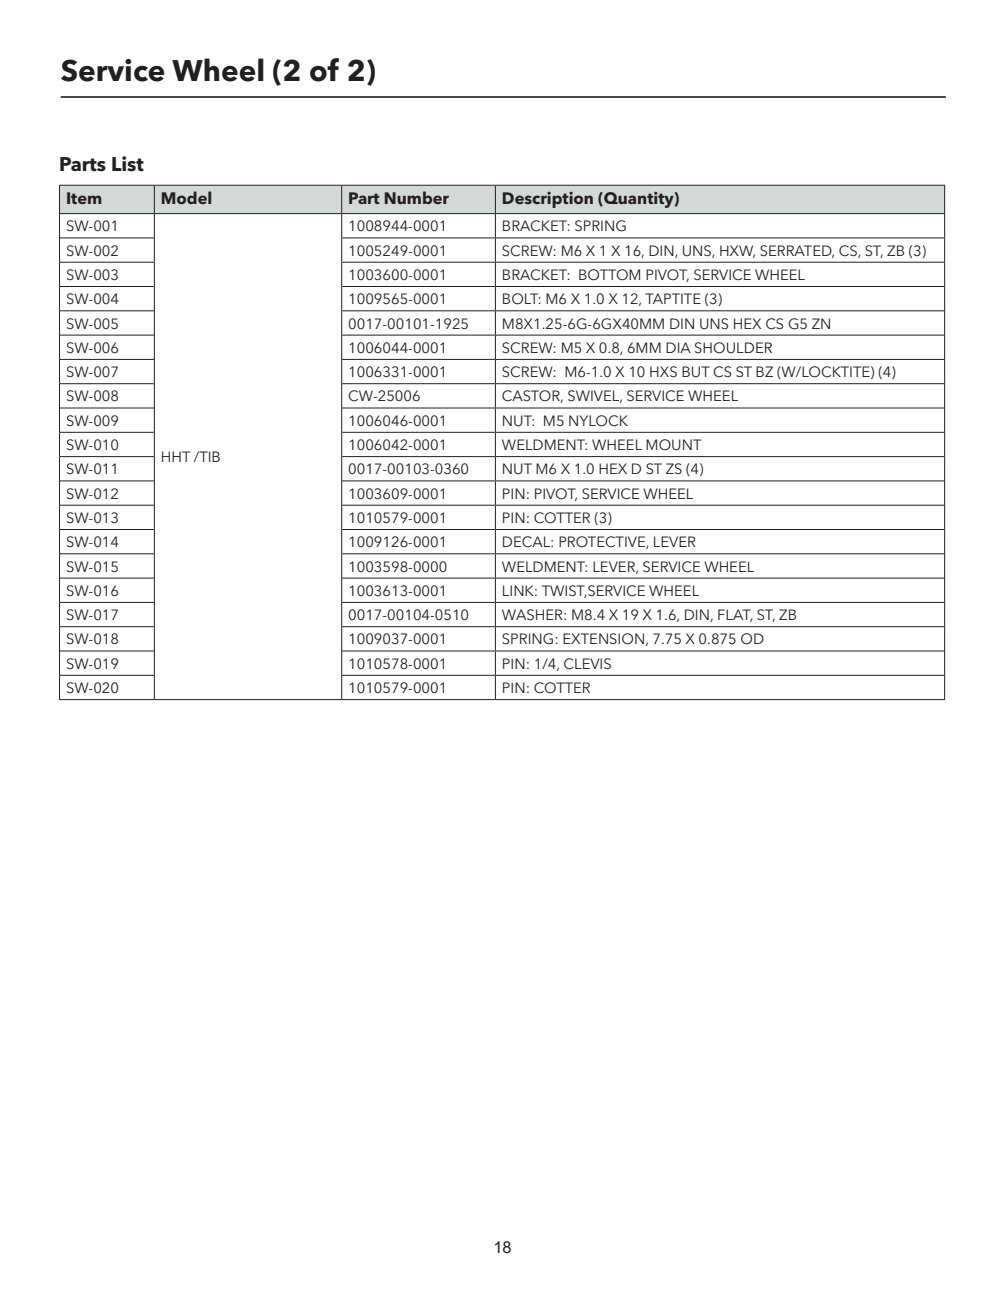 Service Wheel (2 of 2)
Parts List
Item Model Part Number Description (Quantity)
SW-001 1008944-0001 BRACKET: SPRING
SW-002 1005249-0001 SCREW: M6 X 1 X 16, DIN, UNS, HXW, SERRATED, CS, ST, ZB (3)
SW-003 1003600-0001 BRACKET: BOTTOM PIVOT, SERVICE WHEEL
SW-004 1009565-0001 BOLT: M6 X 1.0 X 12, TAPTITE (3)
SW-005 0017-00101-1925 M8X1.25-6G-6GX40MM DIN UNS HEX CS G5 ZN
SW-006 1006044-0001 SCREW: M5 X 0.8, 6MM DIA SHOULDER
SW-007 1006331-0001 SCREW: M6-1.0 X 10 HXS BUT CS ST BZ (W/LOCKTITE) (4)
SW-008 CW-25006 CASTOR, SWIVEL, SERVICE WHEEL
SW-009 1006046-0001 NUT: M5 NYLOCK
SW-010 1006042-0001 WELDMENT: WHEEL MOUNT
HHT /TIB
SW-011 0017-00103-0360 NUT M6 X 1.0 HEX D ST ZS (4)
SW-012 1003609-0001 PIN: PIVOT, SERVICE WHEEL
SW-013 1010579-0001 PIN: COTTER (3)
SW-014 1009126-0001 DECAL: PROTECTIVE, LEVER
SW-015 1003598-0000 WELDMENT: LEVER, SERVICE WHEEL
SW-016 1003613-0001 LINK: TWIST,SERVICE WHEEL
SW-017 0017-00104-0510 WASHER: M8.4 X 19 X 1.6, DIN, FLAT, ST, ZB
SW-018 1009037-0001 SPRING: EXTENSION, 7.75 X 0.875 OD
SW-019 1010578-0001 PIN: 1/4, CLEVIS
SW-020 1010579-0001 PIN: COTTER
18